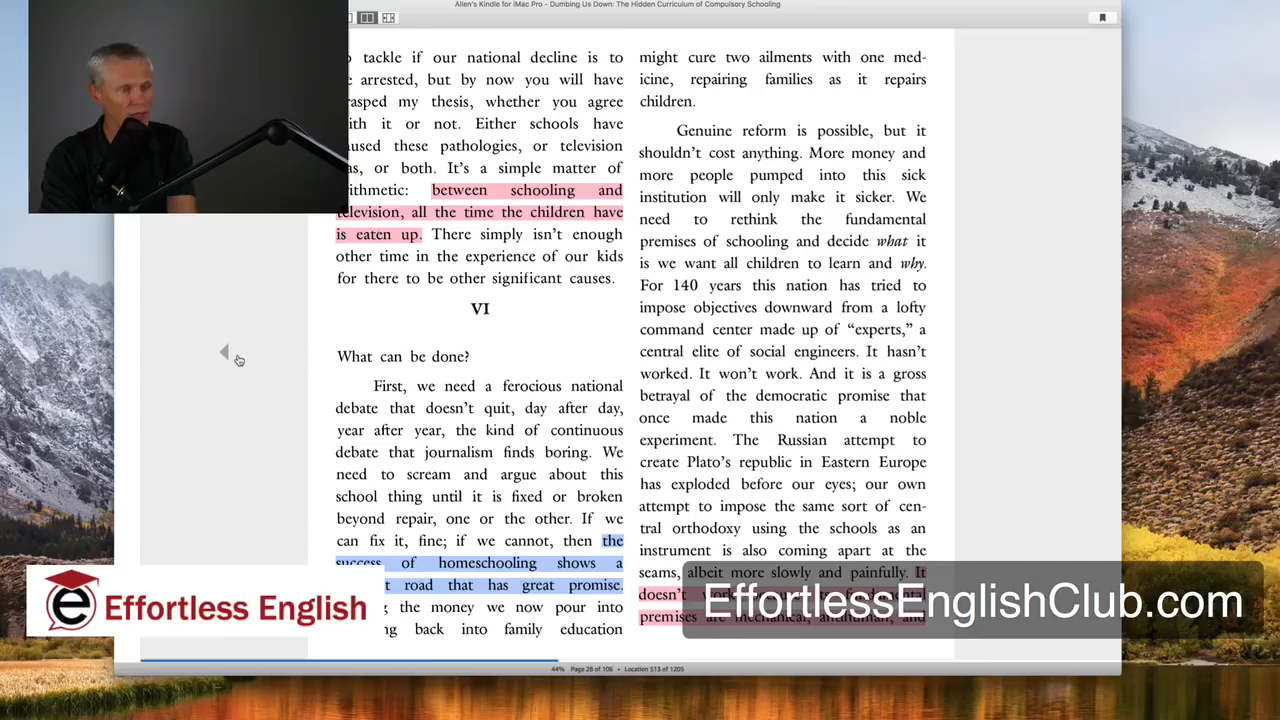 Allen's Kindle for iMac Pro - Dumbing Us Down: The Hidden Curriculum of Compulsory Schooling
tackle if our national decline is to
arrested, but by now you will have
my thesis, whether you agree
it or not. Either schools have
these pathologies, or television
or both. It's a simple matter of
between schooling and
all the time the children have
is eaten up. There simply isn't enough
other time in the experience of our kids
for there to be other significant causes.
VI
What can be done?
First, we need a ferocious national
debate that doesn't quit, day after day,
year after year, the kind of continuous
debate that journalism finds boring. We
need to scream and argue about this
school thing until it is fixed or broken
beyond repair, one or the other. If we
can fix it, fine; if we cannot, then the
success of homeschooling shows a
road that has great promise.
the money we now pour into
back into family education
might cure two ailments with one med-
icine, repairing families as it repairs
children.
Genuine reform is possible, but it
shouldn't cost anything. More money and
more people pumped into this sick
institution will only make it sicker. We
need to rethink the fundamental
premises of schooling and decide what it
is we want all children to learn and why.
For 140 years this nation has tried to
impose objectives downward from a lofty
command center made up of “experts,” a
central elite of social engineers. It hasn't
worked. It won't work. And it is a gross
betrayal of the democratic promise that
once made this nation a noble
experiment. The Russian attempt to
create Plato's republic in Eastern Europe
has exploded before our eyes; our own
attempt to impose the same sort of cen-
tral orthodoxy using the schools as an
instrument is also coming apart at the
seams, albeit more slowly and painfully. It
doesn't
premises are mechanical, antihuman, and
e Effortless English
EffortlessEnglishClub.com
44% Page 28 of 106 • Location 513 of 1205